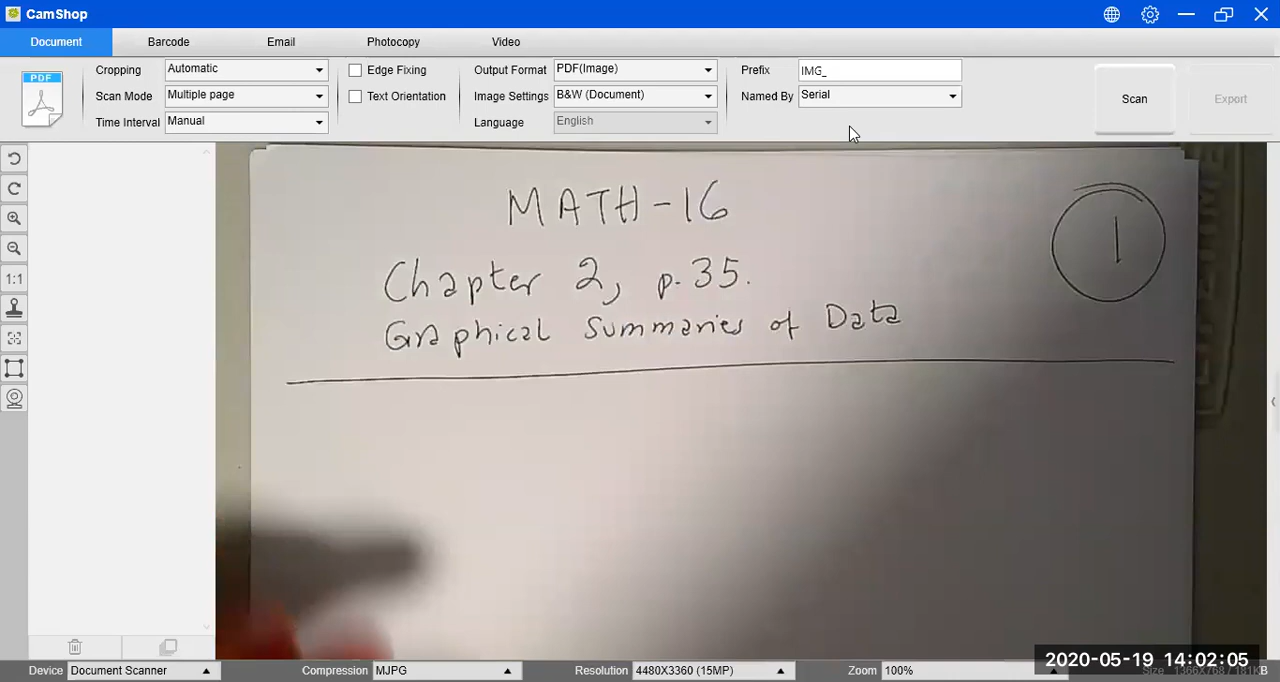 CamShop
Document Barcode Email Photocopy Video
PDF
Cropping Automatic Edge Fixing Output Format PDF(Image) Prefix IMG_
Scan Mode Multiple page Text Orientation Image Settings B&W (Document) Named By Serial
Time Interval Manual Language English
Scan Export
1:1
MATH-16
1
Chapter 2, p.35.
Graphical Summaries of Data
2020-05-19 14:02:05
Device Document Scanner Compression MJPG Resolution 4480X3360 (15MP) Zoom 100%